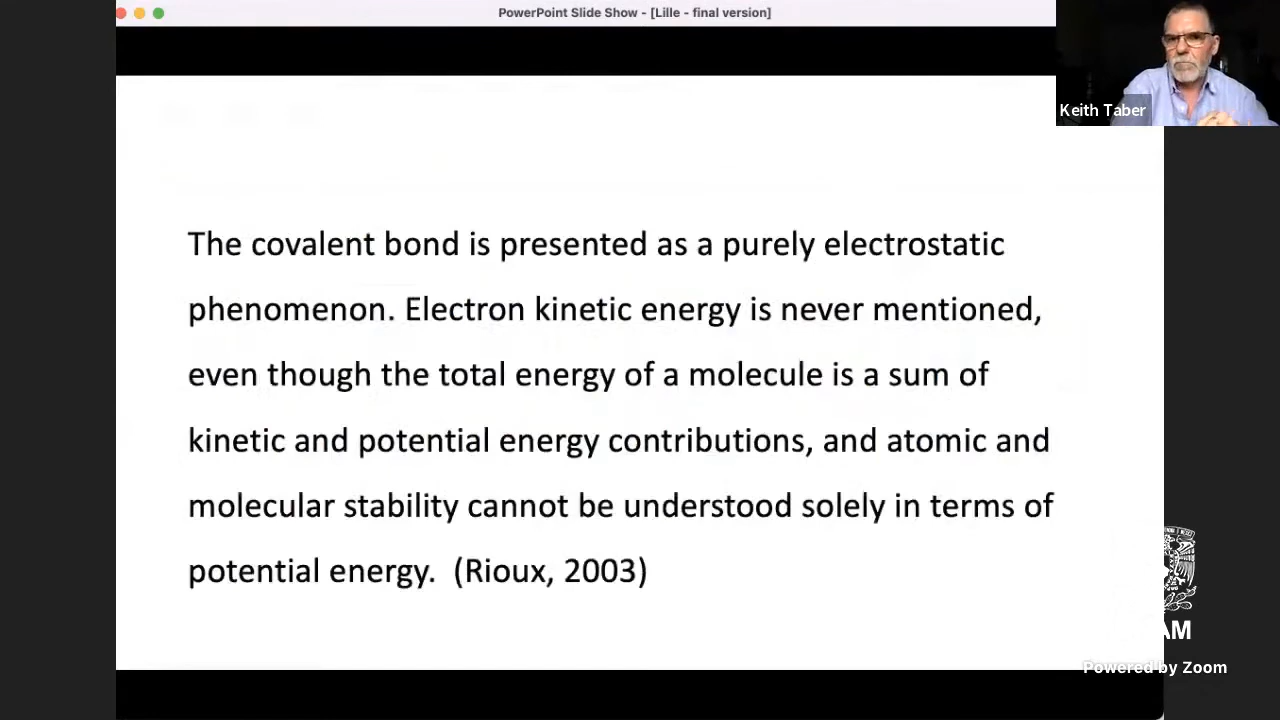 PowerPoint Slide Show - [Lille - final version]
Keith Taber
The covalent bond is presented as a purely electrostatic
phenomenon. Electron kinetic energy is never mentioned,
even though the total energy of a molecule is a sum of
kinetic and potential energy contributions, and atomic and
molecular stability cannot be understood solely in terms of
potential energy.  (Rioux, 2003)
AM
Powered by Zoom